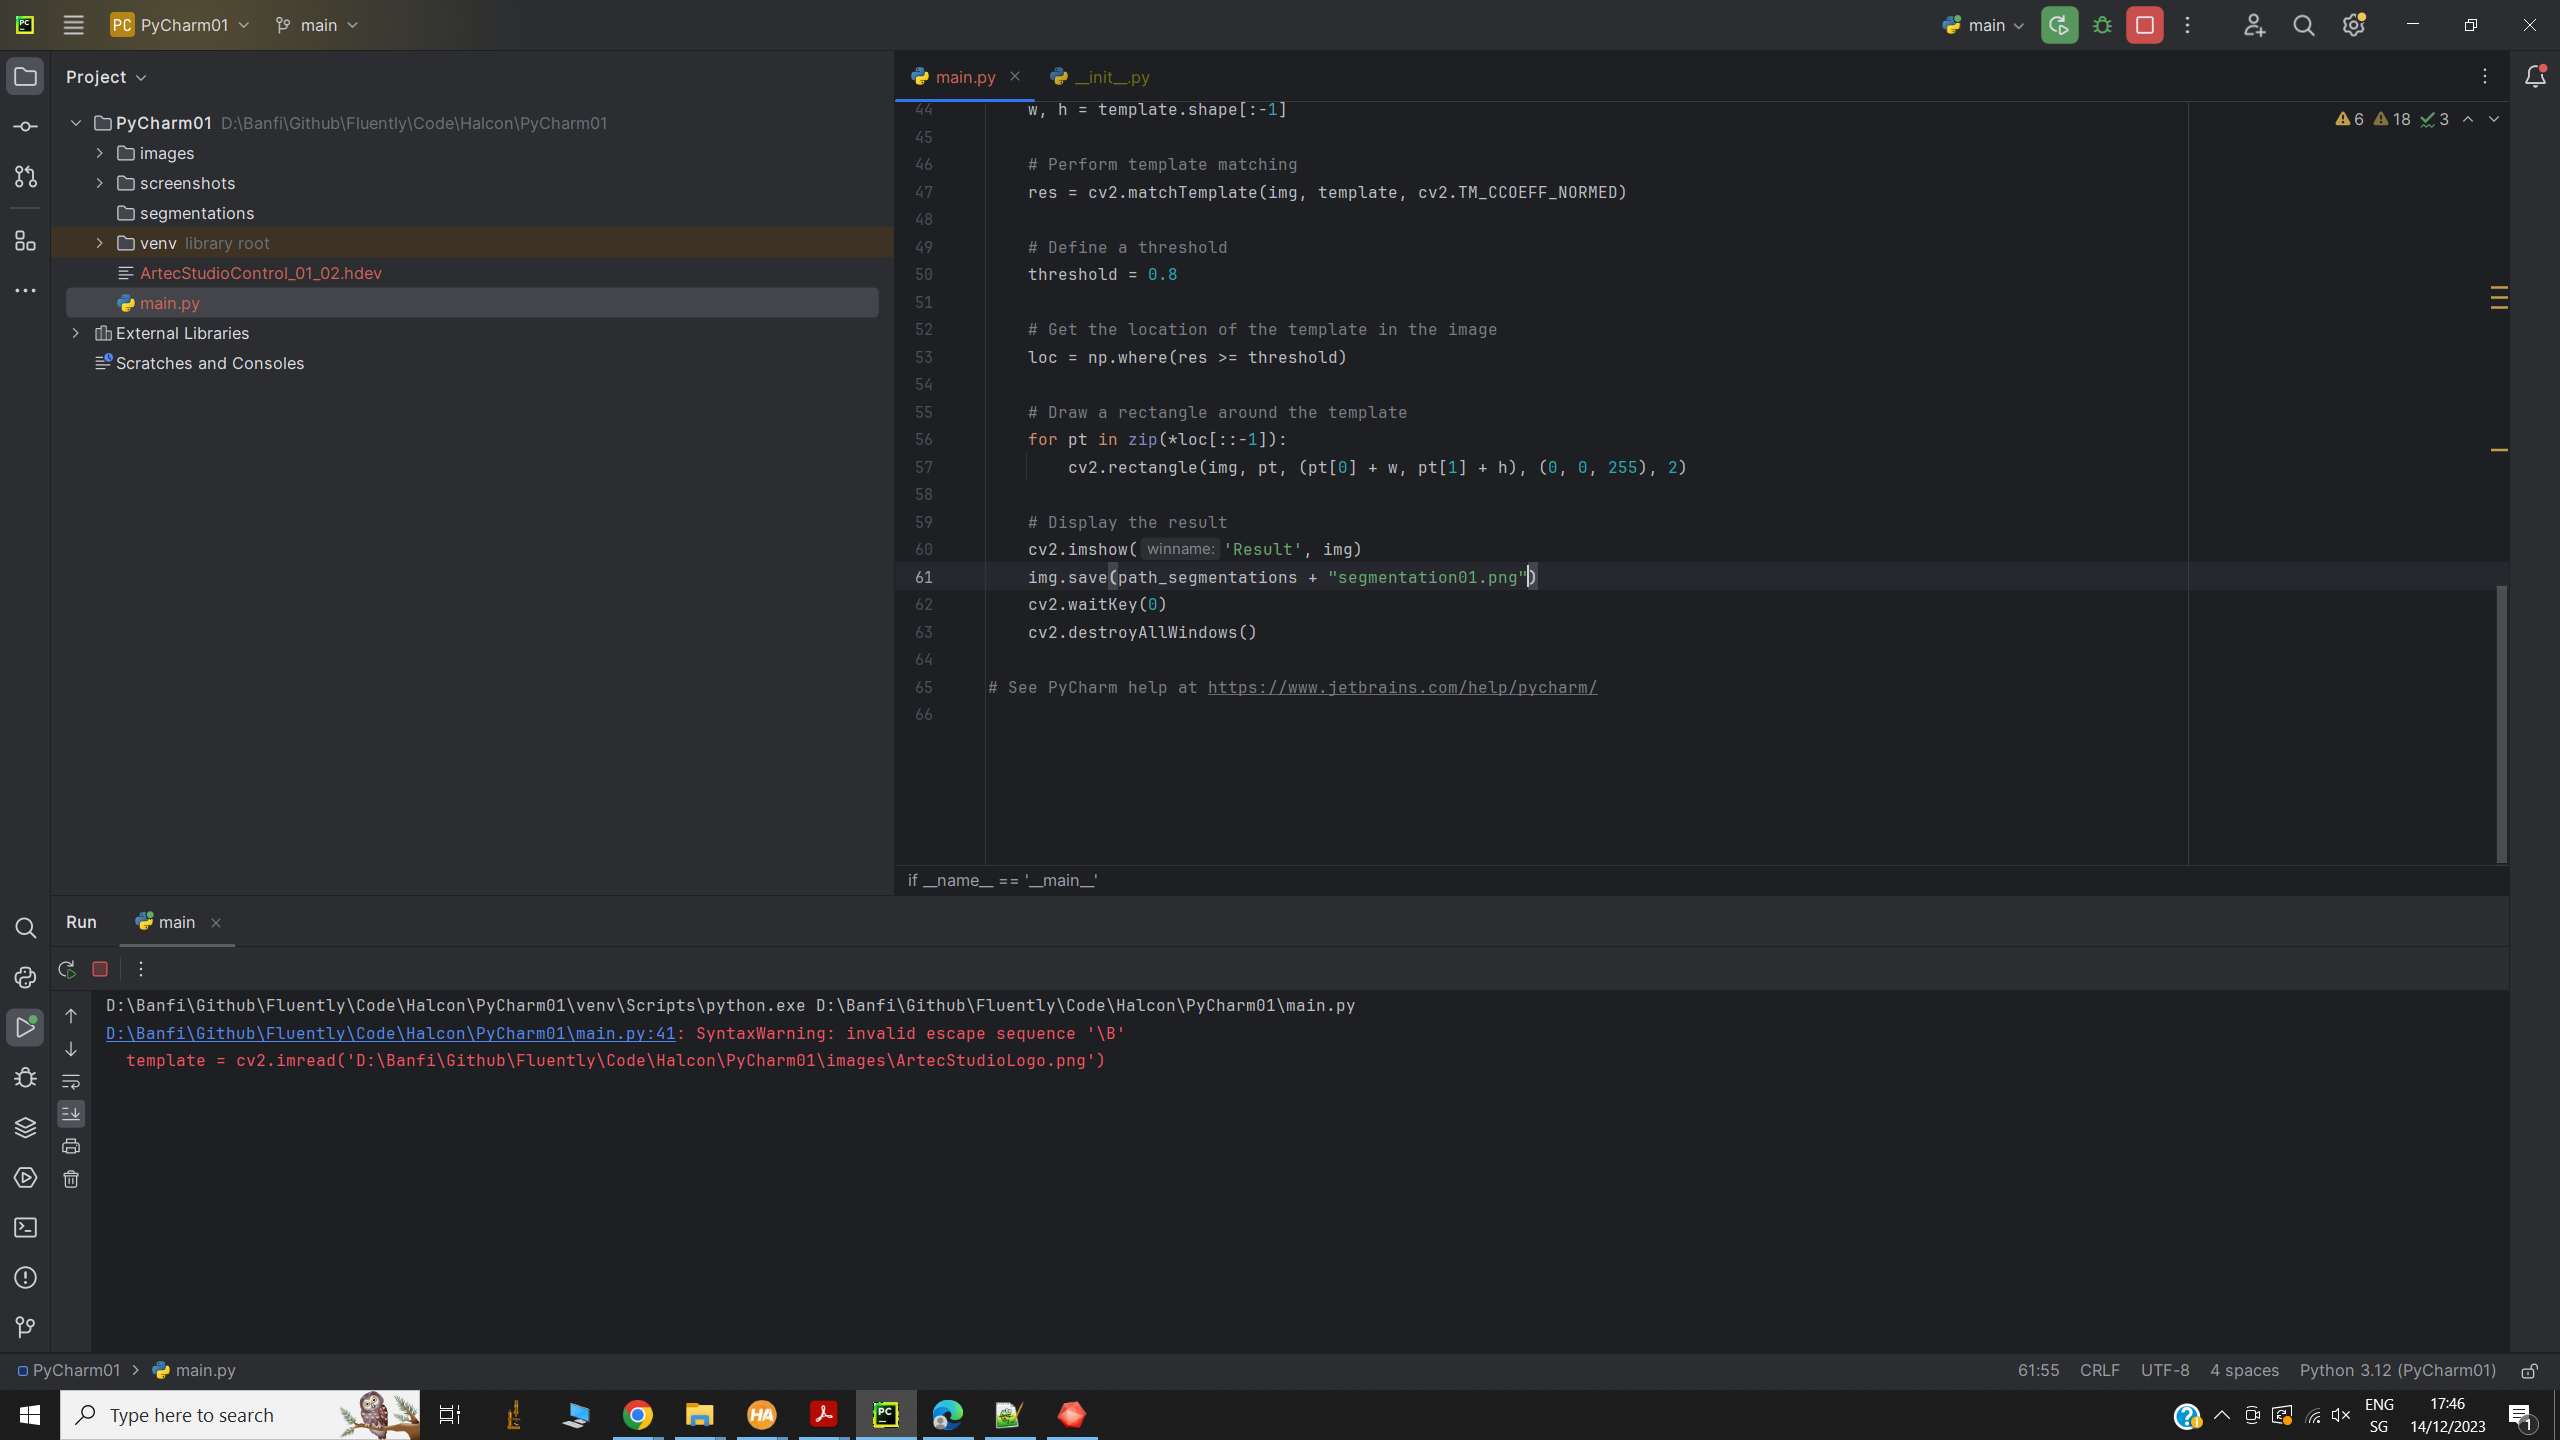 PC PyCharm01 main main
Project
PyCharm01 D:\Banfi\Github\Fluently\Code\Halcon\PyCharm01
images
screenshots
segmentations
venv library root
ArtecStudioControl_01_02.hdev
main.py
External Libraries
Scratches and Consoles
main.py __init__.py
6 18 3
44 w, h = template.shape[:-1]
45
46 # Perform template matching
47 res = cv2.matchTemplate(img, template, cv2.TM_CCOEFF_NORMED)
48
49 # Define a threshold
50 threshold = 0.8
51
52 # Get the location of the template in the image
53 loc = np.where(res >= threshold)
54
55 # Draw a rectangle around the template
56 for pt in zip(*loc[::-1]):
57 cv2.rectangle(img, pt, (pt[0] + w, pt[1] + h), (0, 0, 255), 2)
58
59 # Display the result
60 cv2.imshow( winname: 'Result', img)
61 img.save(path_segmentations + "segmentation01.png")
62 cv2.waitKey(0)
63 cv2.destroyAllWindows()
64
65 # See PyCharm help at https://www.jetbrains.com/help/pycharm/
66
if __name__ == '__main__'
Run main
D:\Banfi\Github\Fluently\Code\Halcon\PyCharm01\venv\Scripts\python.exe D:\Banfi\Github\Fluently\Code\Halcon\PyCharm01\main.py
D:\Banfi\Github\Fluently\Code\Halcon\PyCharm01\main.py:41: SyntaxWarning: invalid escape sequence '\B'
template = cv2.imread('D:\Banfi\Github\Fluently\Code\Halcon\PyCharm01\images\ArtecStudioLogo.png')
PyCharm01 > main.py 61:55 CRLF UTF-8 4 spaces Python 3.12 (PyCharm01)
Type here to search
HA
PC
ENG
SG
17:46
14/12/2023
1